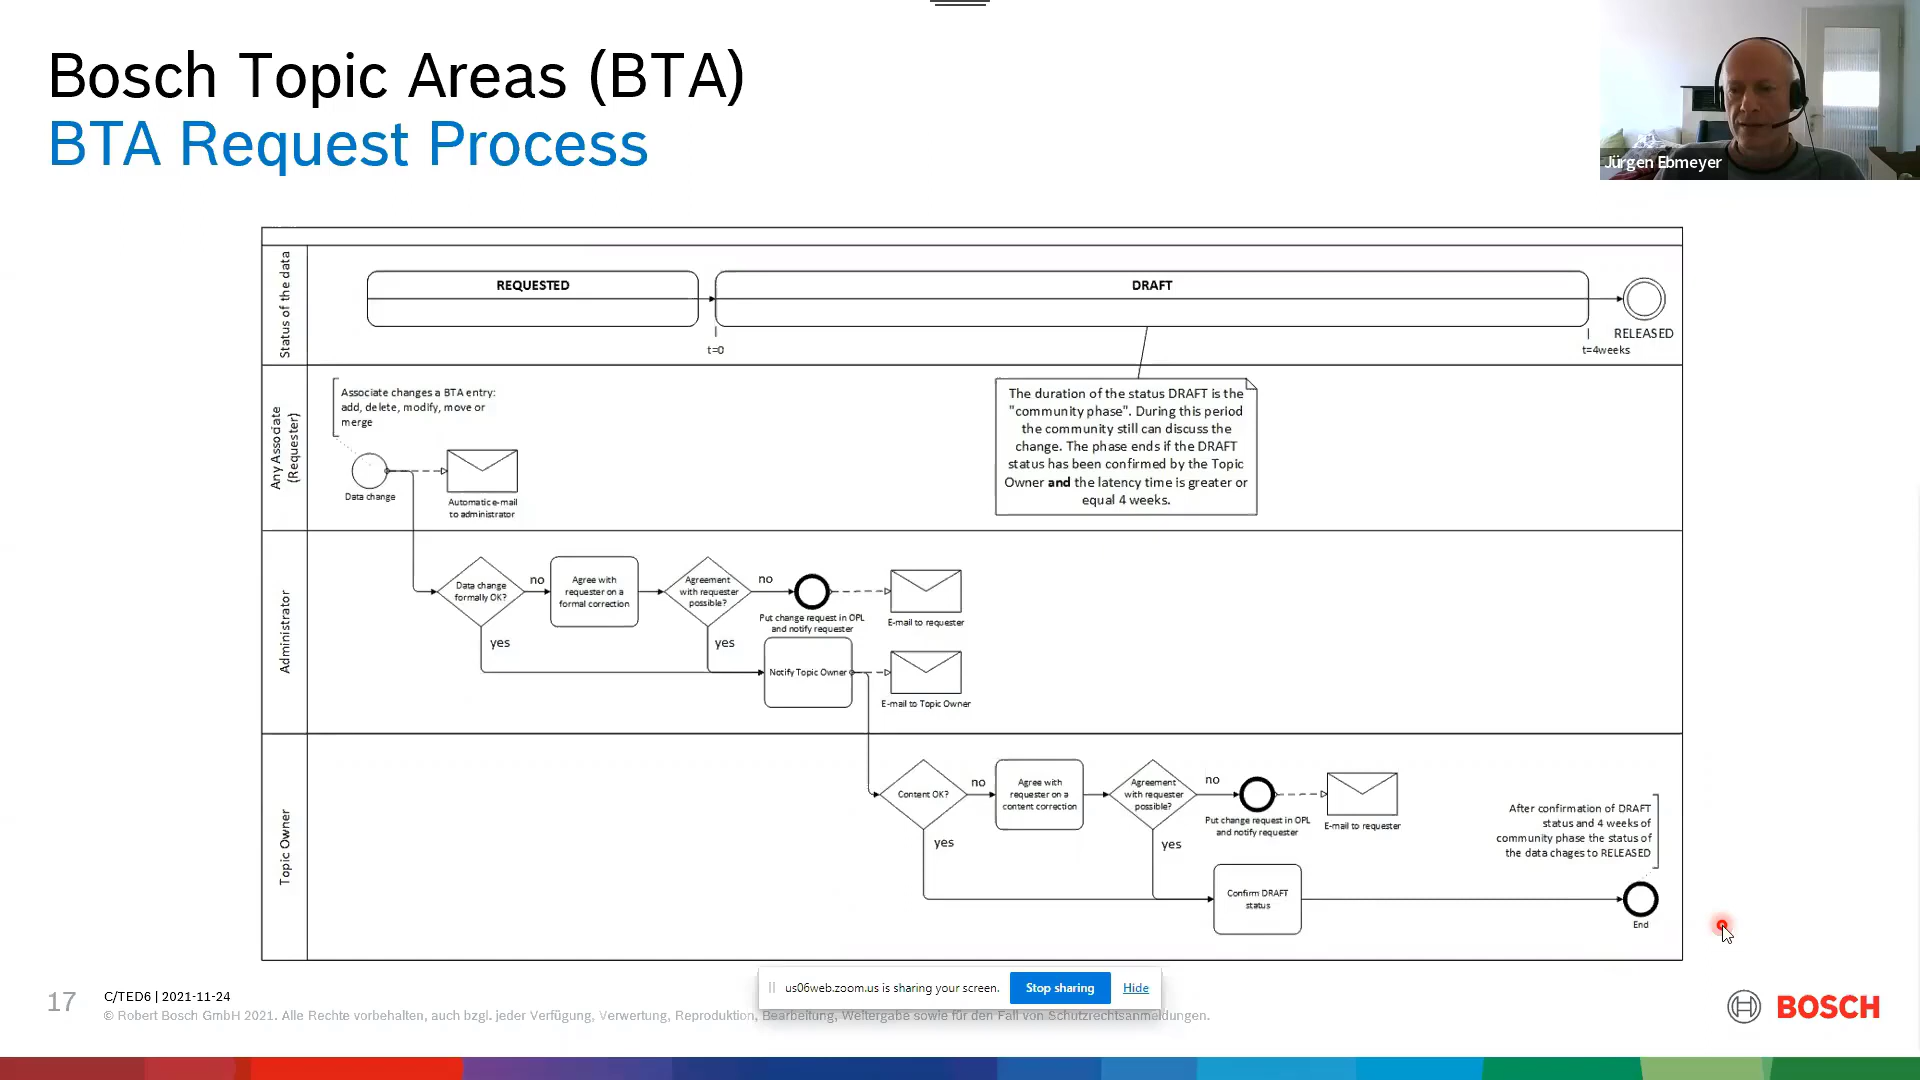 Bosch Topic Areas (BTA)
BTA Request Process
Jürgen Ebmeyer
Status of the data
REQUESTED
DRAFT
RELEASED
t=0
t=4weeks
Any Associate
(Requester)
Associate changes a BTA entry:
add, delete, modify, move or
merge
Data change
Automatic e-mail
to administrator
The duration of the status DRAFT is the
"community phase". During this period
the community still can discuss the
change. The phase ends if the DRAFT
status has been confirmed by the Topic
Owner and the latency time is greater or
equal 4 weeks.
Administrator
Data change
formally OK?
no
yes
Agree with
requester on a
formal correction
Agreement
with requester
possible?
no
yes
Put change request in OPL
and notify requester
E-mail to requester
Notify Topic Owner
E-mail to Topic Owner
Topic Owner
Content OK?
no
yes
Agree with
requester on a
content correction
Agreement
with requester
possible?
no
yes
Put change request in OPL
and notify requester
E-mail to requester
Confirm DRAFT
status
After confirmation of DRAFT
status and 4 weeks of
community phase the status of
the data chages to RELEASED
End
us06web.zoom.us is sharing your screen.
Stop sharing
Hide
17
C/TED6 | 2021-11-24
© Robert Bosch GmbH 2021. Alle Rechte vorbehalten, auch bzgl. jeder Verfügung, Verwertung, Reproduktion, Bearbeitung, Weitergabe sowie für den Fall von Schutzrechtsanmeldungen.
BOSCH